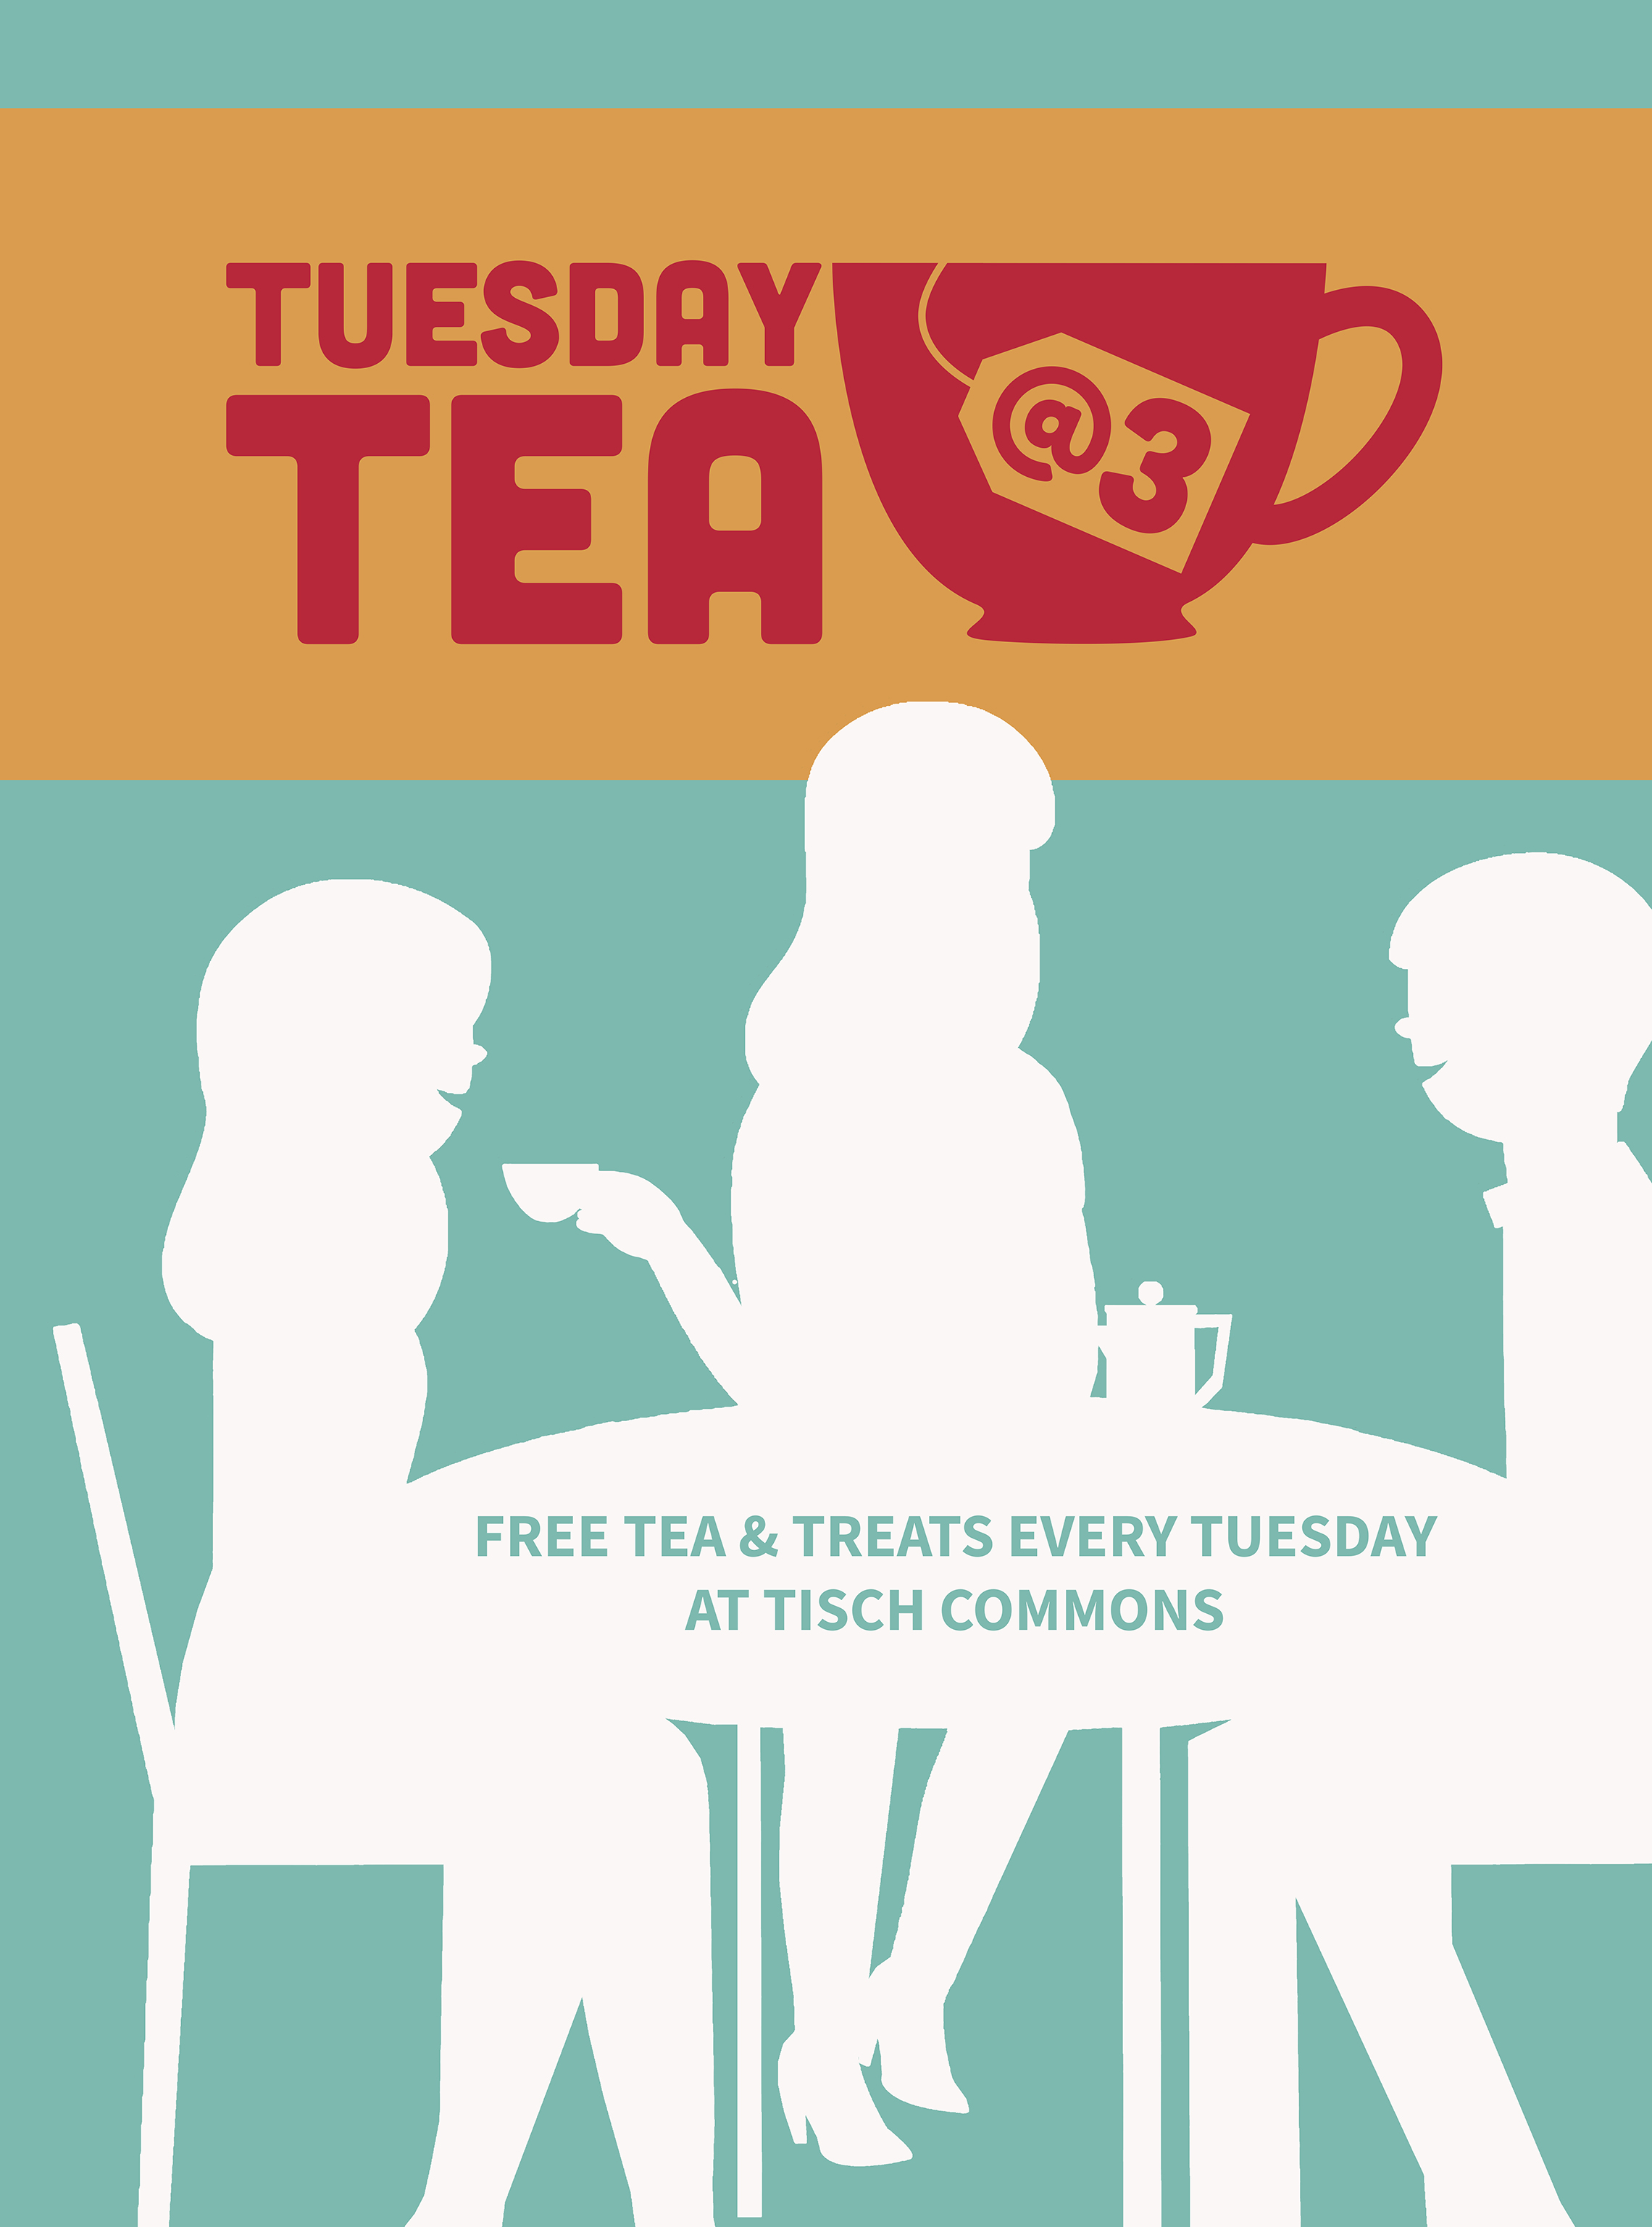 TUESDAY
TEA
@3
FREE TEA & TREATS EVERY TUESDAY
AT TISCH COMMONS